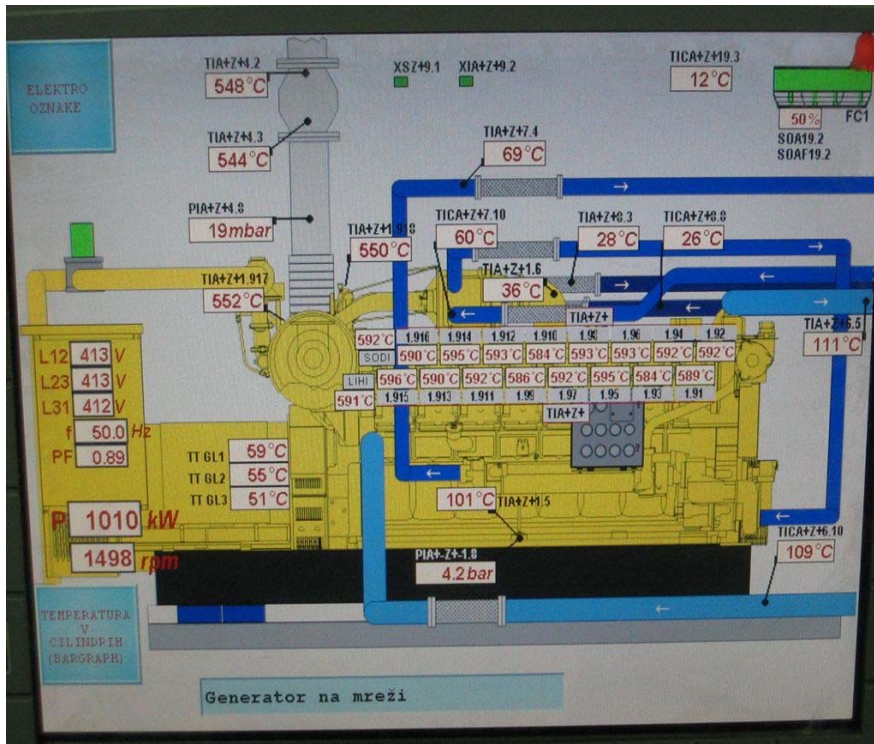 ELEKTRO
OZNAKE
TIA+Z+4.2
548°C
TIA+Z+4.3
544°C
PIA+Z+4.8
19mbar
XSZ+9.1
XIA+Z+9.2
TICA+Z+19.3
12°C
50%
FC1
SOA19.2
SOAF19.2
TIA+Z+7.4
69°C
TIA+Z+1.918
550°C
TICA+Z+7.10
60°C
TIA+Z+8.3
28°C
TICA+Z+8.8
26°C
TIA+Z+1.917
552°C
TIA+Z+1.6
36°C
TIA+Z+6.5
111°C
TIA+Z+
592°C 1.916 1.914 1.912 1.910 1.98 1.96 1.94 1.92
SODI 590°C 595°C 593°C 584°C 593°C 593°C 592°C 592°C
LIHI 596°C 590°C 592°C 586°C 592°C 595°C 584°C 589°C
591°C 1.915 1.913 1.911 1.99 1.97 1.95 1.93 1.91
TIA+Z+
L12 413 V
L23 413 V
L31 412 V
f 50.0 Hz
PF 0.89
TT GL1 59°C
TT GL2 55°C
TT GL3 51°C
P 1010 kW
1498 rpm
101°C TIA+Z+1.5
PIA+-Z+-1.8
4.2bar
TICA+Z+6.10
109°C
TEMPERATURA
V
CILINDRIH
(BARGRAPH)
Generator na mreži